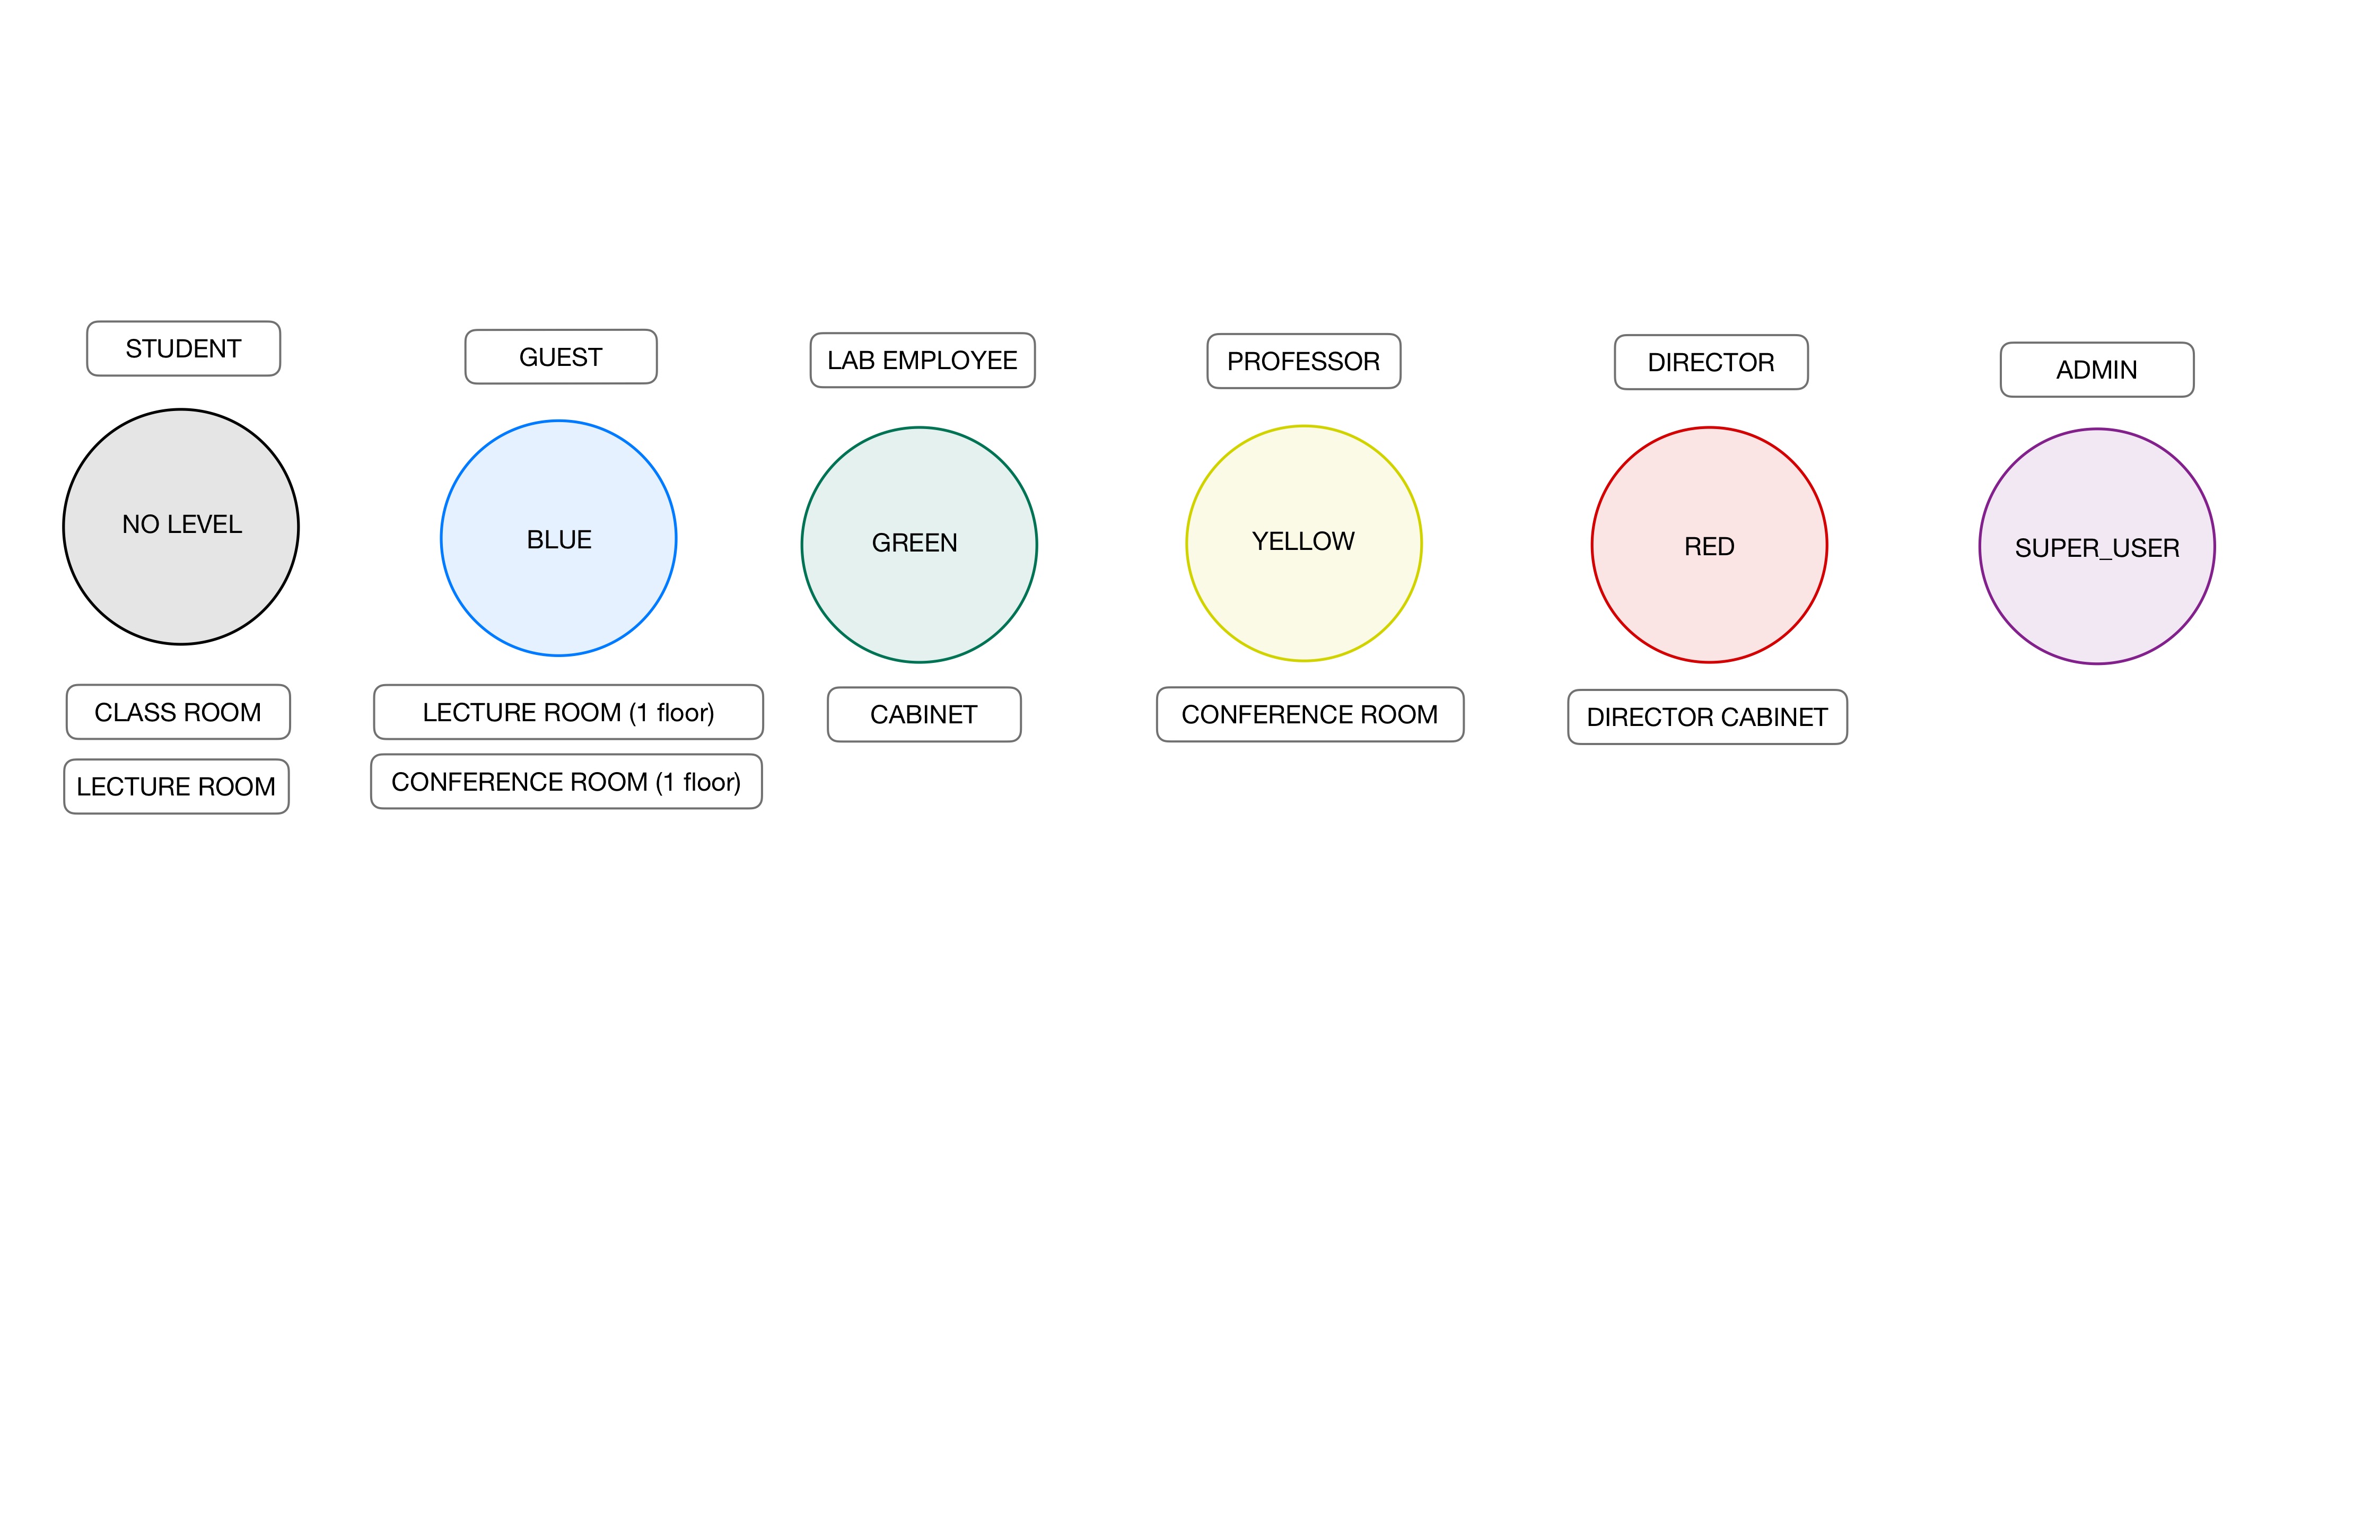 STUDENT
GUEST
LAB EMPLOYEE
PROFESSOR
DIRECTOR
ADMIN
NO LEVEL
BLUE
GREEN
YELLOW
RED
SUPER_USER
CLASS ROOM
LECTURE ROOM (1 floor)
CABINET
CONFERENCE ROOM
DIRECTOR CABINET
LECTURE ROOM
CONFERENCE ROOM (1 floor)